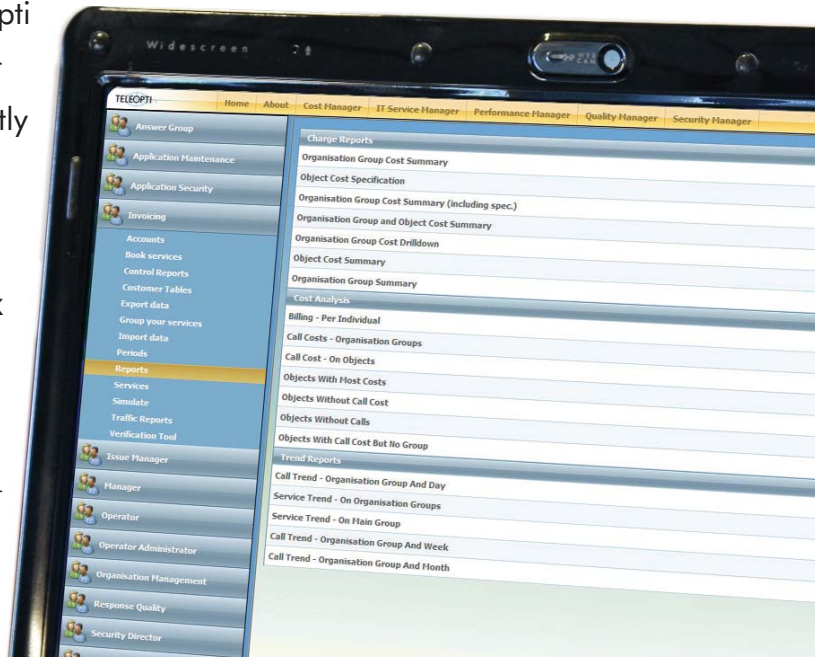 pti
tly
k
Widescreen
WEB
CAM
TELEOPTI
Home About Cost Manager IT Service Manager Performance Manager Quality Manager Security Manager
Answer Group
Application Maintenance
Application Security
Invoicing
Accounts
Book services
Control Reports
Customer Tables
Export data
Group your services
Import data
Periods
Reports
Services
Simulate
Traffic Reports
Verification Tool
Issue Manager
Manager
Operator
Operator Administrator
Organisation Management
Response Quality
Security Director
Charge Reports
Organisation Group Cost Summary
Object Cost Specification
Organisation Group Cost Summary (including spec.)
Organisation Group and Object Cost Summary
Organisation Group Cost Drilldown
Object Cost Summary
Organisation Group Summary
Cost Analysis
Billing - Per Individual
Call Costs - Organisation Groups
Call Cost - On Objects
Objects With Most Costs
Objects Without Call Cost
Objects Without Calls
Objects With Call Cost But No Group
Trend Reports
Call Trend - Organisation Group And Day
Service Trend - On Organisation Groups
Service Trend - On Main Group
Call Trend - Organisation Group And Week
Call Trend - Organisation Group And Month